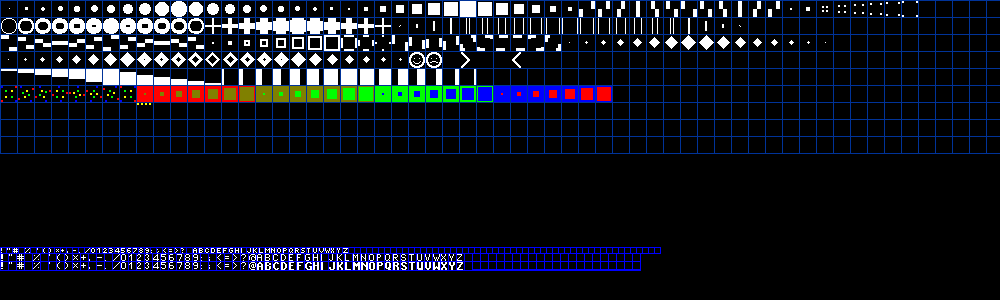 !"# % '()×+,-./0123456789:;<=>? ABCDEFGHIJKLMNOPQRSTUVWXYZ
!"# % '()×+,-./0123456789:;<=>?@ABCDEFGHIJKLMNOPQRSTUVWXYZ
!"# % '()×+,-./0123456789:;<=>?@ABCDEFGHIJKLMNOPQRSTUVWXYZ